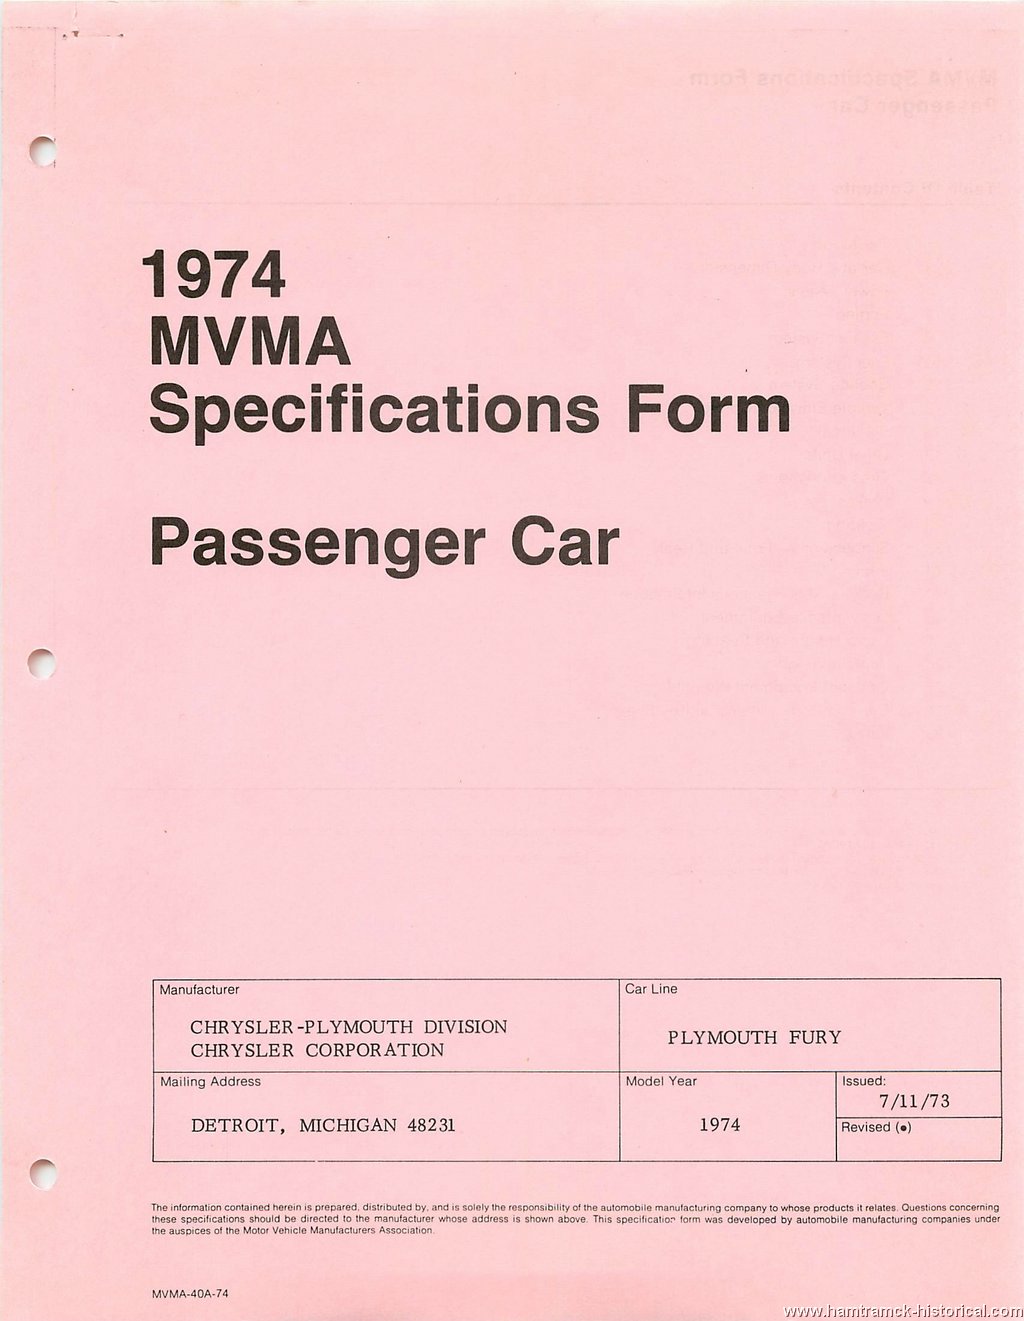 1974
MVMA
Specifications Form
Passenger Car
Manufacturer
CHRYSLER-PLYMOUTH DIVISION
CHRYSLER CORPORATION
Car Line
PLYMOUTH FURY
Mailing Address
DETROIT, MICHIGAN 48231
Model Year
1974
Issued:
7/11/73
Revised (●)
The information contained herein is prepared, distributed by, and is solely the responsibility of the automobile manufacturing company to whose products it relates. Questions concerning
these specifications should be directed to the manufacturer whose address is shown above. This specification form was developed by automobile manufacturing companies under
the auspices of the Motor Vehicle Manufacturers Association.
MVMA-40A-74
www.hamtramck-historical.com